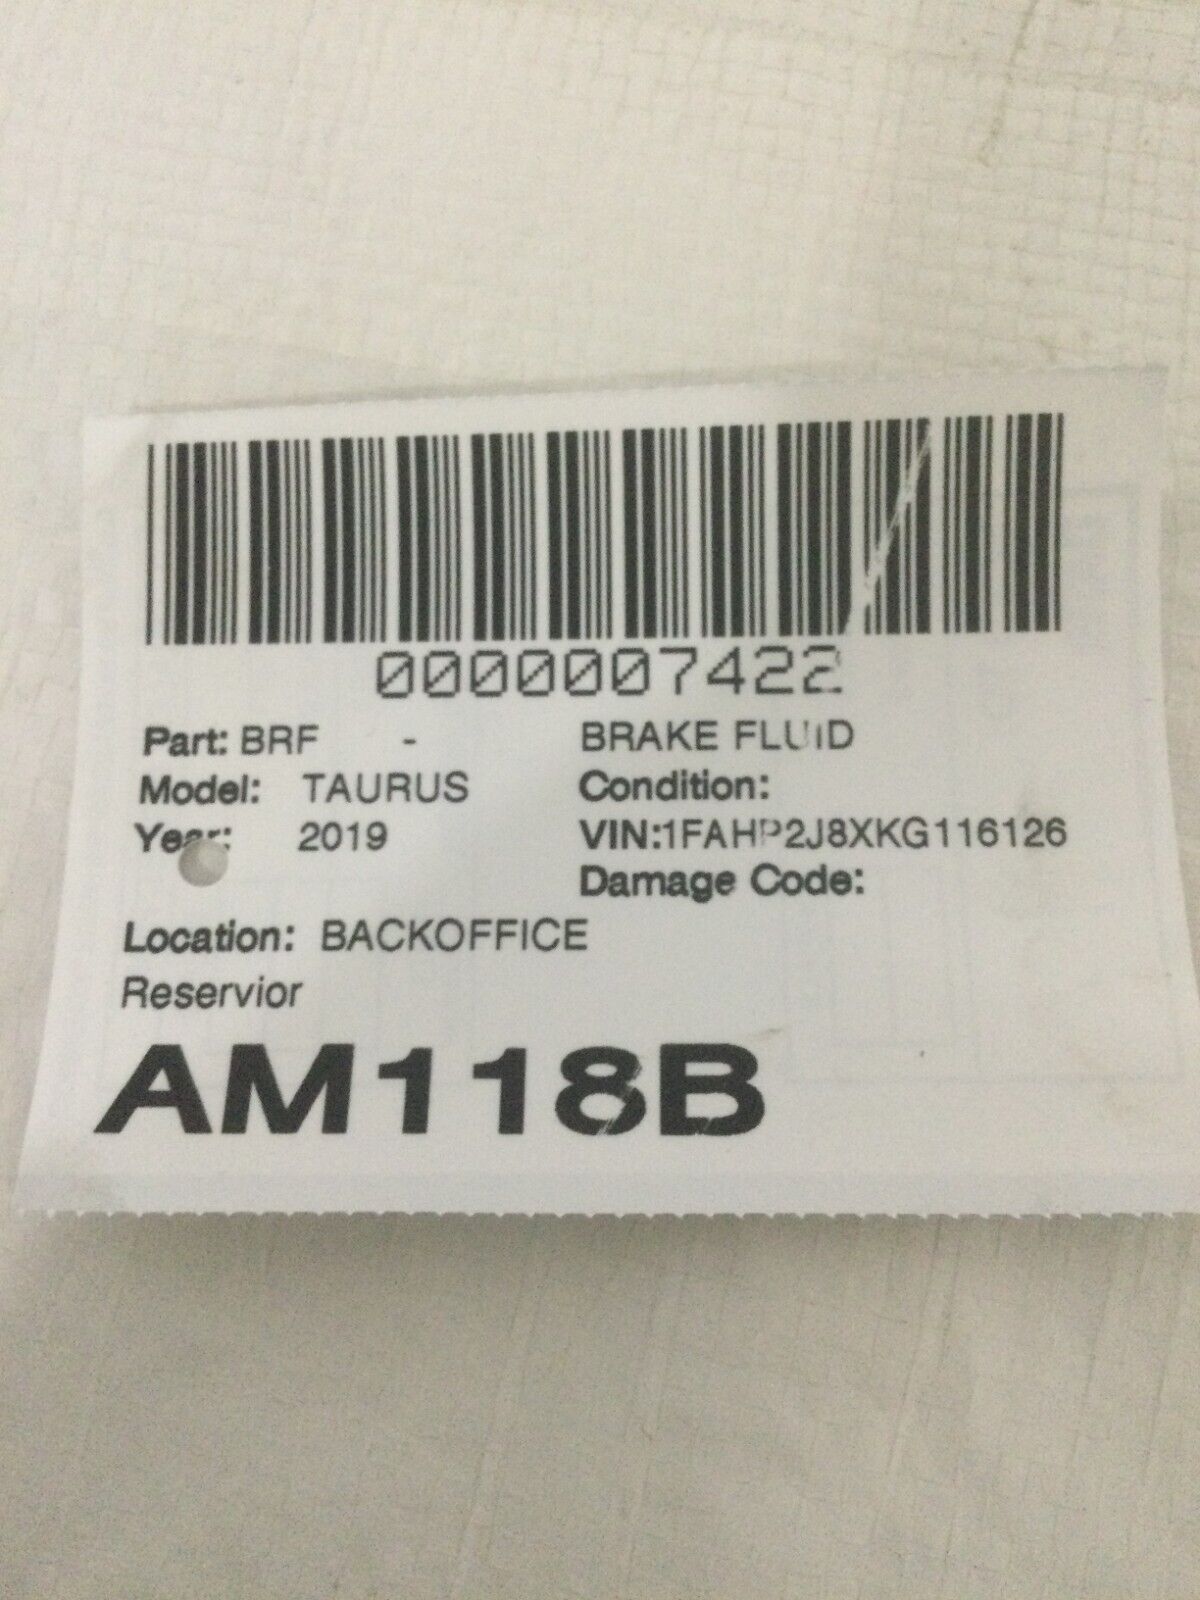 0000007422
Part: BRF - BRAKE FLUID
Model: TAURUS Condition:
Year: 2019 VIN:1FAHP2J8XKG116126
Damage Code:
Location: BACKOFFICE
Reservior
AM118B